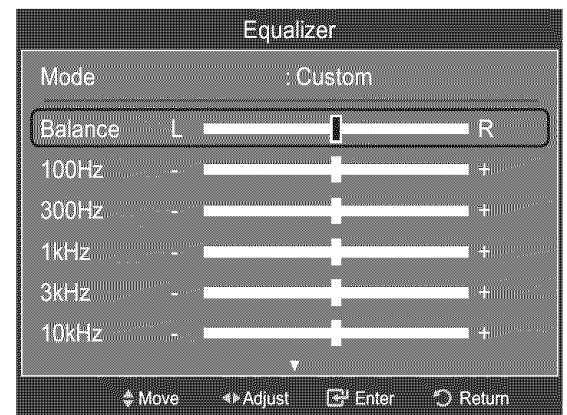 Equalizer
Mode : Custom
Balance L R
100Hz - +
300Hz - +
1kHz - +
3kHz - +
10kHz - +
Move Adjust Enter Return